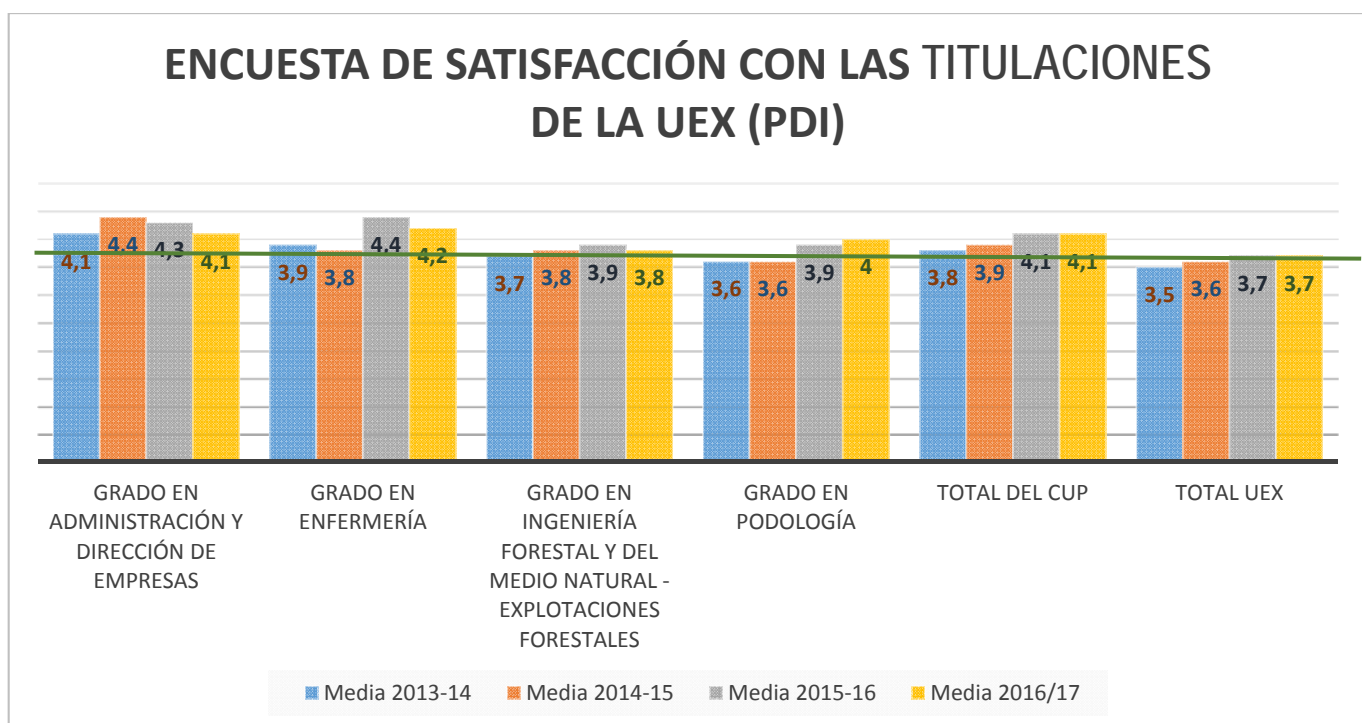 ENCUESTA DE SATISFACCIÓN CON LAS TITULACIONES
DE LA UEX (PDI)
4,1
4,4
4,3
4,1
3,9
3,8
4,4
4,2
3,7
3,8
3,9
3,8
3,6
3,6
3,9
4
3,8
3,9
4,1
4,1
3,5
3,6
3,7
3,7
GRADO EN
ADMINISTRACIÓN Y
DIRECCIÓN DE
EMPRESAS
GRADO EN
ENFERMERÍA
GRADO EN
INGENIERÍA
FORESTAL Y DEL
MEDIO NATURAL -
EXPLOTACIONES
FORESTALES
GRADO EN
PODOLOGÍA
TOTAL DEL CUP
TOTAL UEX
Media 2013-14
Media 2014-15
Media 2015-16
Media 2016/17